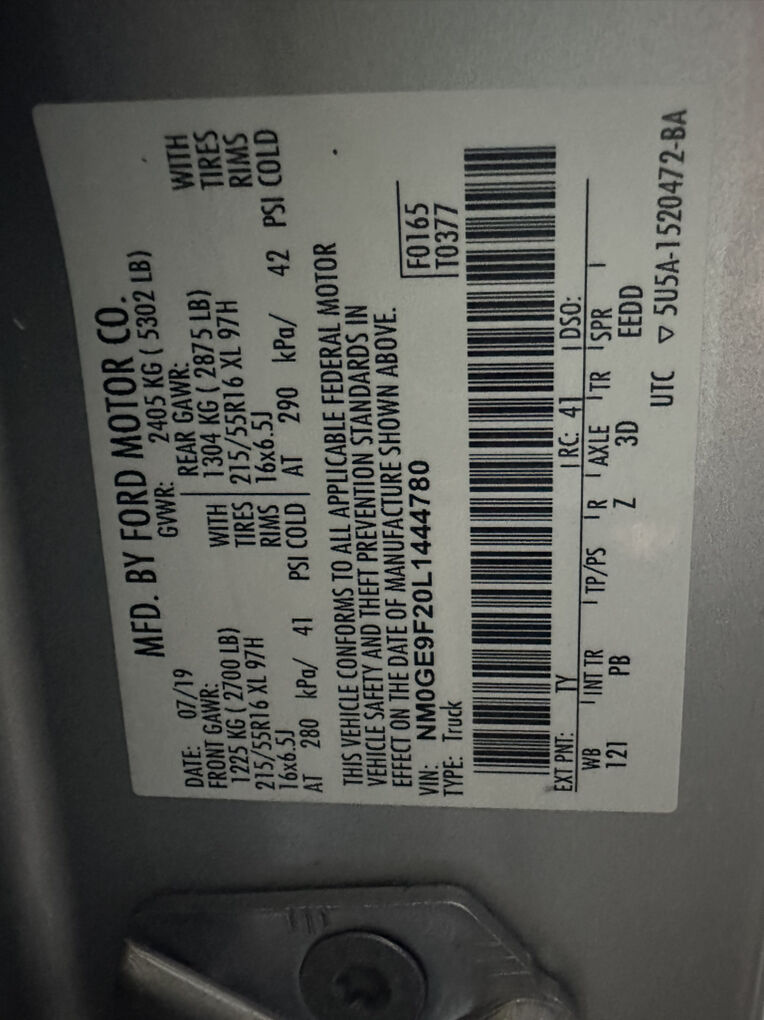 MFD. BY FORD MOTOR CO.
DATE: 07/19
GVWR: 2405 KG ( 5302 LB)
FRONT GAWR:
1225 KG ( 2700 LB)
WITH
215/55R16 XL 97H
TIRES
16x6.5J
RIMS
AT 280 kPa/ 41 PSI COLD
REAR GAWR:
1304 KG ( 2875 LB)
WITH
215/55R16 XL 97H
TIRES
16x6.5J
RIMS
AT 290 kPa/ 42 PSI COLD
THIS VEHICLE CONFORMS TO ALL APPLICABLE FEDERAL MOTOR
VEHICLE SAFETY AND THEFT PREVENTION STANDARDS IN
EFFECT ON THE DATE OF MANUFACTURE SHOWN ABOVE.
VIN: NM0GE9F20L1444780
TYPE: Truck
F0165
T0377
EXT PNT: TY RC: 41 DSO:
WB INT TR TP/PS R AXLE TR SPR
121 PB Z 3D EEDD
UTC ▽ 5U5A-1520472-BA